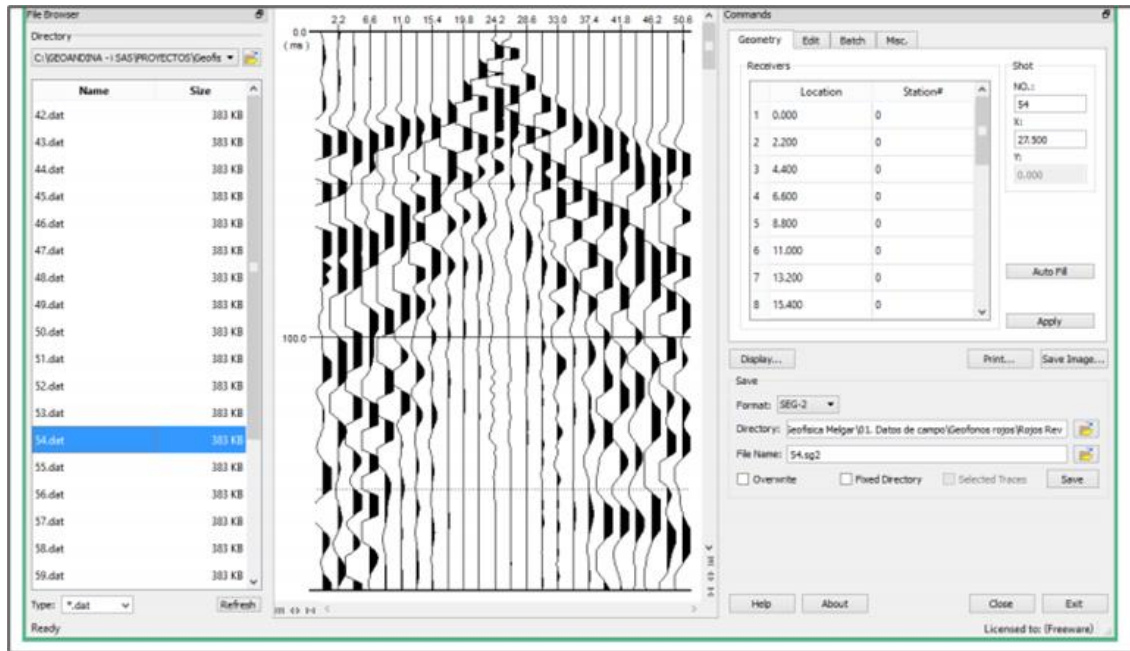 File Browser
Directory
C:\GEOANDINA - i SAS\PROYECTOS\Geofis
Name Size
42.dat 383 KB
43.dat 383 KB
44.dat 383 KB
45.dat 383 KB
46.dat 383 KB
47.dat 383 KB
48.dat 383 KB
49.dat 383 KB
50.dat 383 KB
51.dat 383 KB
52.dat 383 KB
53.dat 383 KB
54.dat 383 KB
55.dat 383 KB
56.dat 383 KB
57.dat 383 KB
58.dat 383 KB
59.dat 383 KB
Type: *.dat Refresh
Ready
2.2 6.6 11.0 15.4 19.8 24.2 28.6 33.0 37.4 41.8 46.2 50.6
0.0
(ms)
100.0
Commands
Geometry Edit Batch Misc.
Receivers
Location Station#
1 0.000 0
2 2.200 0
3 4.400 0
4 6.600 0
5 8.800 0
6 11.000 0
7 13.200 0
8 15.400 0
Shot
NO.:
54
X:
27.500
Y:
0.000
Auto Fill
Apply
Display... Print... Save Image...
Save
Format: SEG-2
Directory: Geofisica Melgar\01. Datos de campo\Geofonos rojos\Rojos Rev
File Name: 54.sg2
Overwrite Fixed Directory Selected Traces Save
Help About Close Exit
Licensed to: (Freeware)